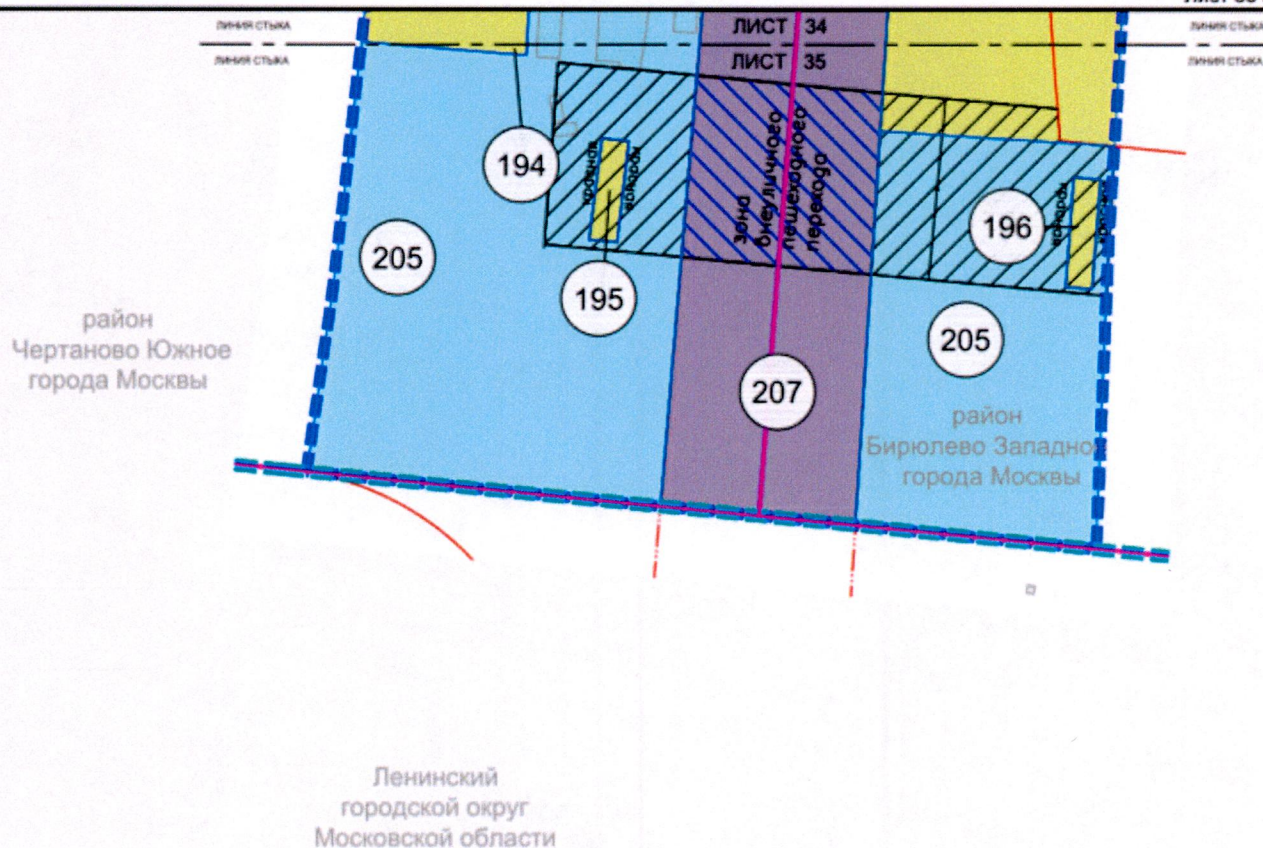 ЛИНИЯ СТЫКА
ЛИСТ 34
ЛИНИЯ СТЫКА
ЛИНИЯ СТЫКА
ЛИСТ 35
ЛИНИЯ СТЫКА
194
зона
внеуличного
пешеходного
перехода
196
205
195
205
207
район
Чертаново Южное
города Москвы
район
Бирюлево Западное
города Москвы
Ленинский
городской округ
Московской области